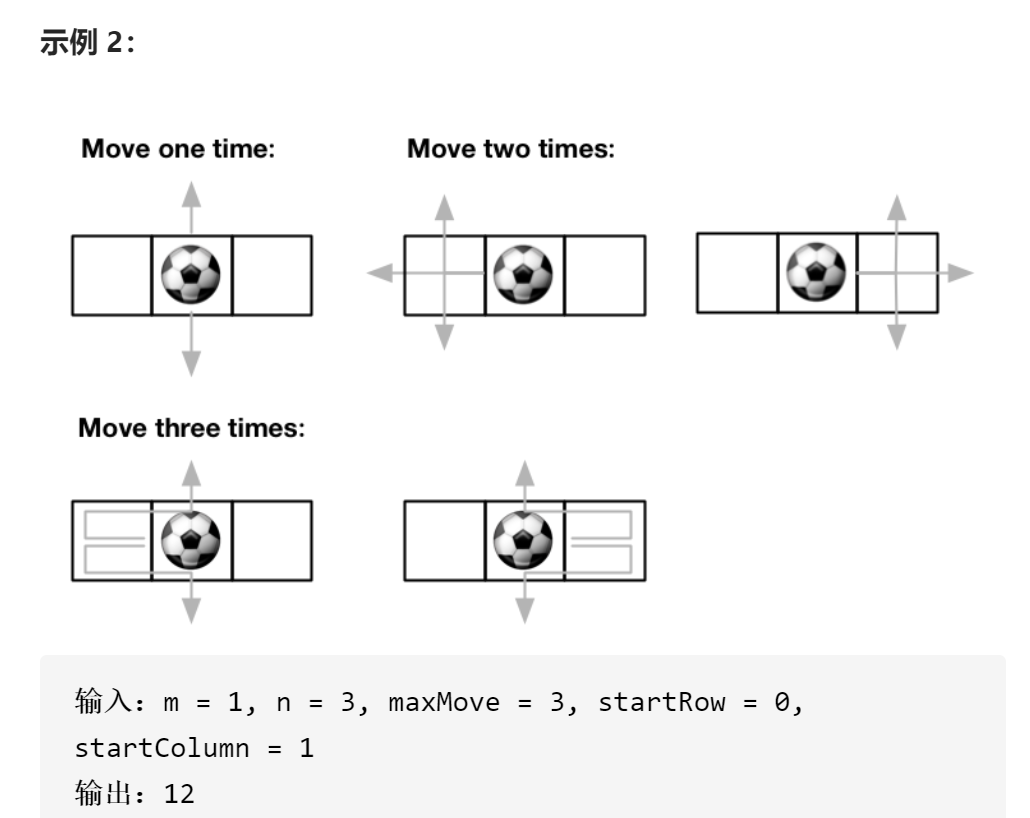 示例 2：
Move one time:
Move two times:
Move three times:
输入：m = 1, n = 3, maxMove = 3, startRow = 0,
startColumn = 1
输出：12